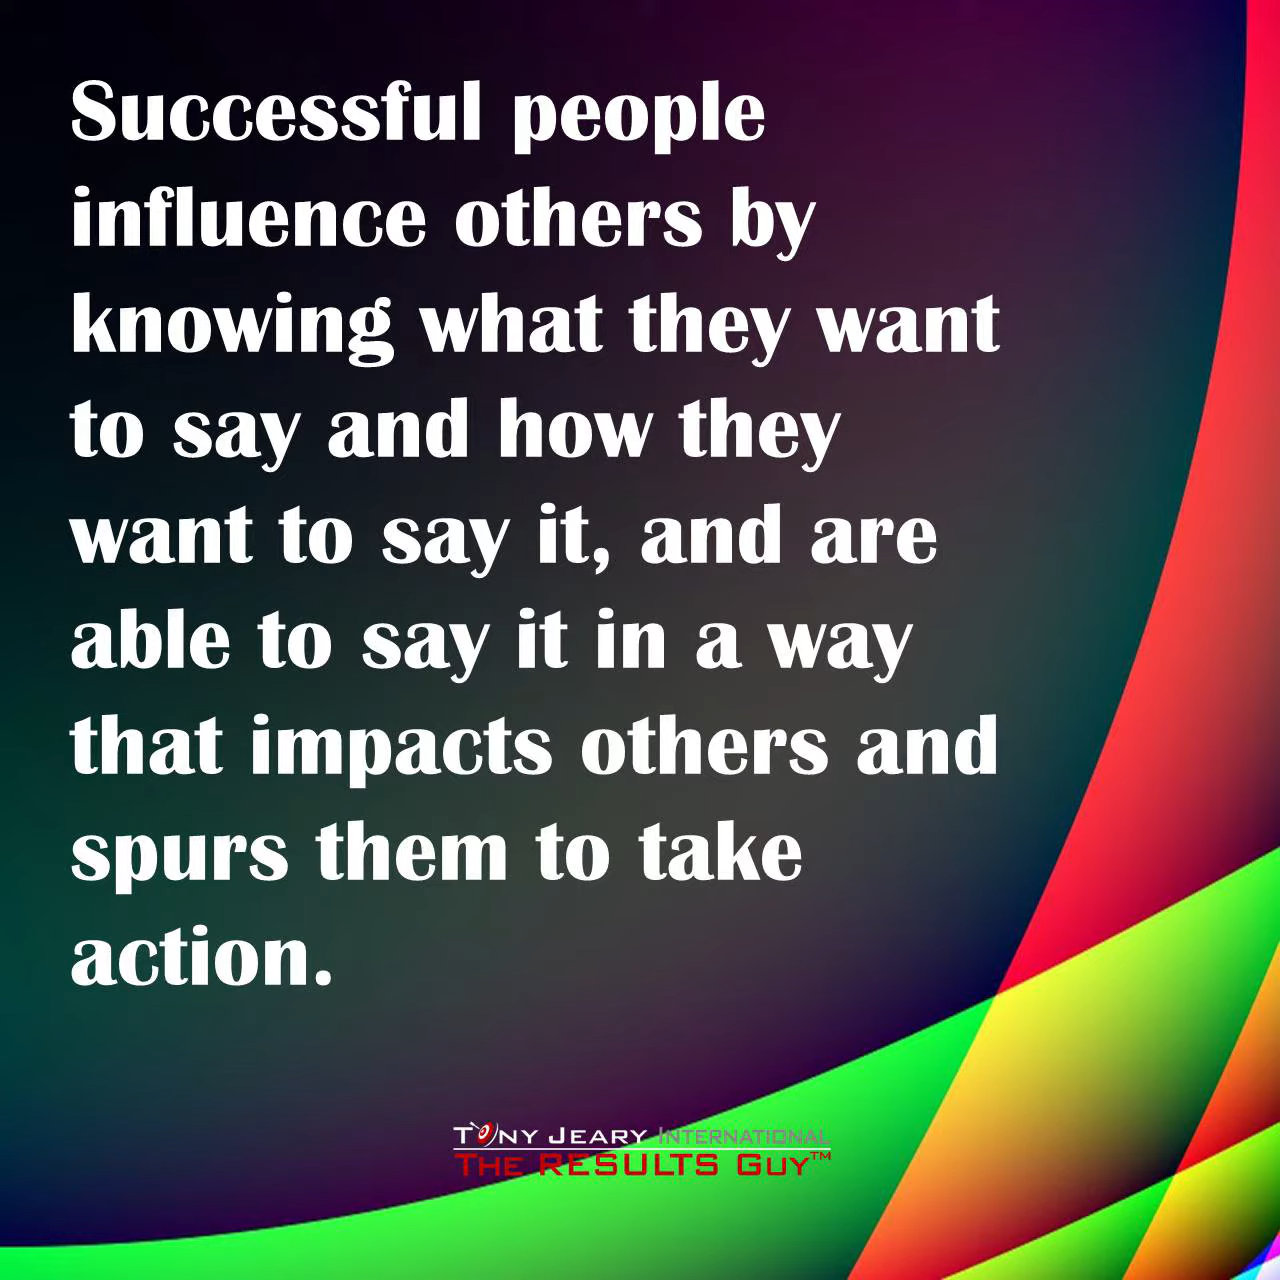 Successful people
influence others by
knowing what they want
to say and how they
want to say it, and are
able to say it in a way
that impacts others and
spurs them to take
action.
TONY JEARY INTERNATIONAL
THE RESULTS GUY™